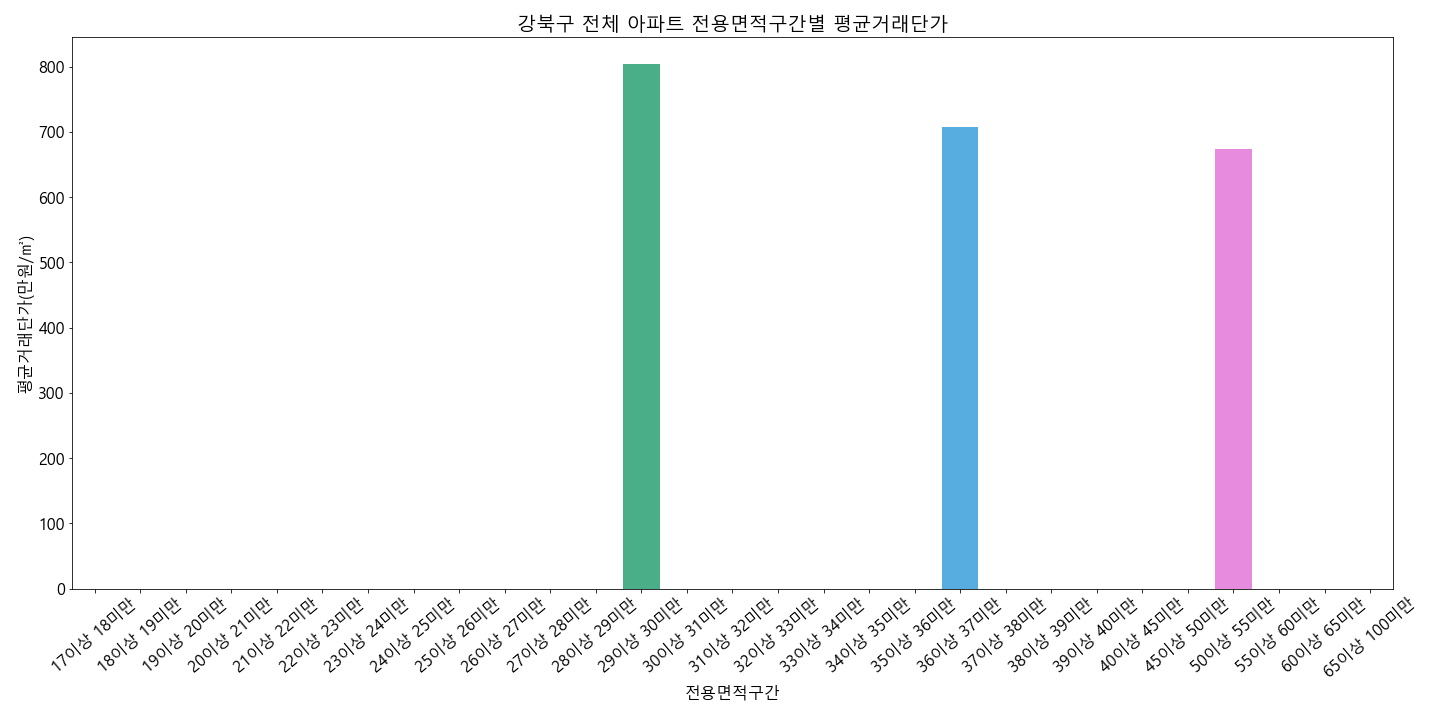 강북구 전체 아파트 전용면적구간별 평균거래단가
평균거래단가(만원/㎡)
800
700
600
500
400
300
200
100
0
17이상 18미만
18이상 19미만
19이상 20미만
20이상 21미만
21이상 22미만
22이상 23미만
23이상 24미만
24이상 25미만
25이상 26미만
26이상 27미만
27이상 28미만
28이상 29미만
29이상 30미만
30이상 31미만
31이상 32미만
32이상 33미만
33이상 34미만
34이상 35미만
35이상 36미만
36이상 37미만
37이상 38미만
38이상 39미만
39이상 40미만
40이상 45미만
45이상 50미만
50이상 55미만
55이상 60미만
60이상 65미만
65이상 100미만
전용면적구간